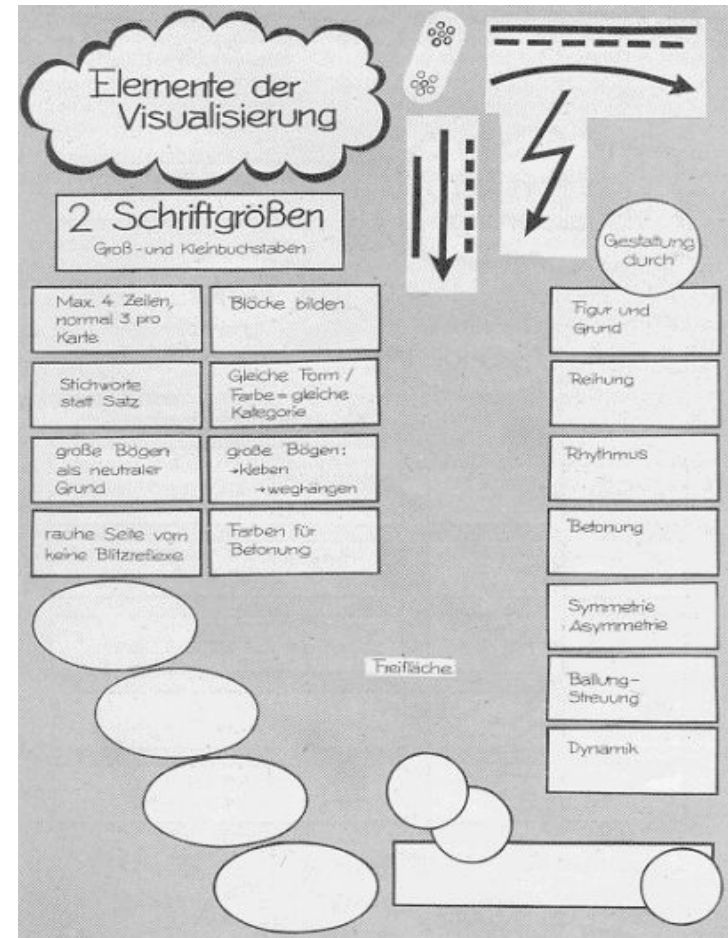 Elemente der
Visualisierung
2 Schriftgrößen
Groß- und Kleinbuchstaben
Max. 4 Zeilen,
normal 3 pro
Karte
Blöcke bilden
Stichworte
statt Satz
Gleiche Form /
Farbe = gleiche
Kategorie
große Bögen
als neutraler
Grund
große Bögen:
→kleben
→weghängen
rauhe Seite vorn
keine Blitzreflexe
Farben für
Betonung
Gestaltung
durch
Figur und
Grund
Reihung
Rhythmus
Betonung
Symmetrie
Asymmetrie
Ballung-
Streuung
Dynamik
Freifläche